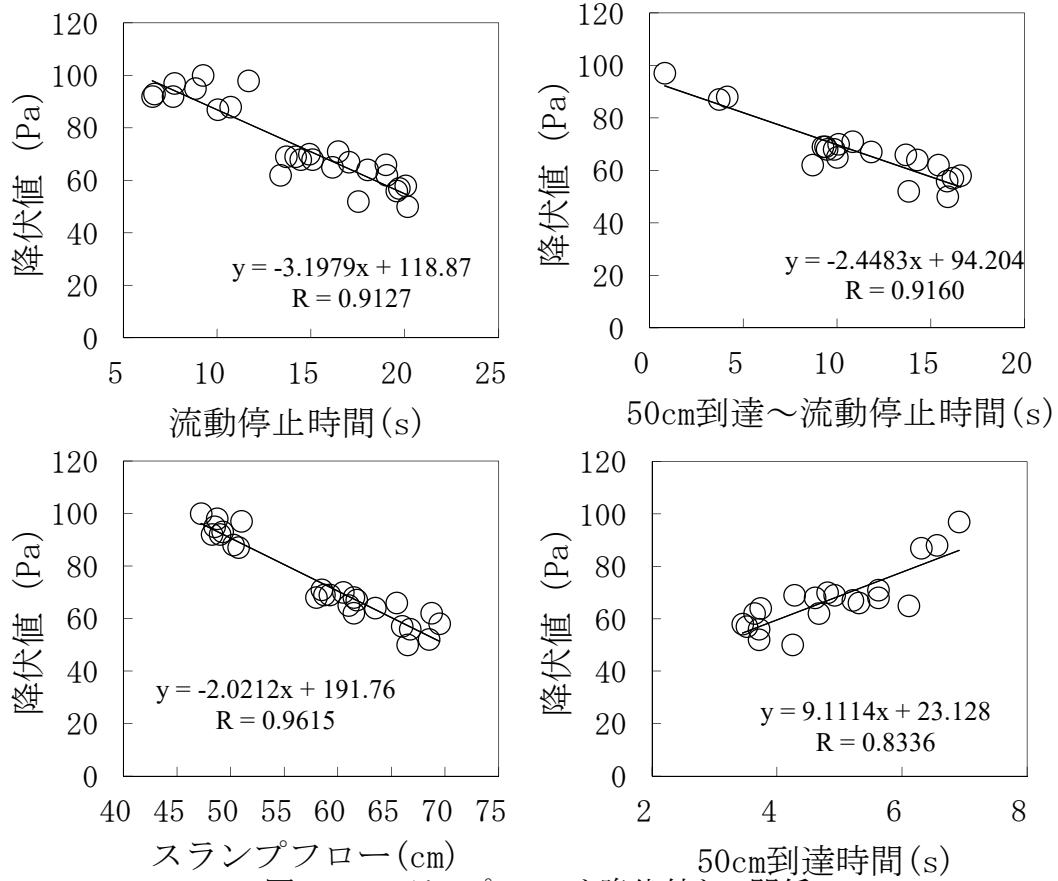 120
100
80
60
40
20
0
降伏値 (Pa)
y = -3.1979x + 118.87
R = 0.9127
5 10 15 20 25
流動停止時間(s)
120
100
80
60
40
20
0
降伏値 (Pa)
y = -2.4483x + 94.204
R = 0.9160
0 5 10 15 20
50cm到達～流動停止時間(s)
120
100
80
60
40
20
0
降伏値 (Pa)
y = -2.0212x + 191.76
R = 0.9615
40 45 50 55 60 65 70 75
スランプフロー(cm)
120
100
80
60
40
20
0
降伏値 (Pa)
y = 9.1114x + 23.128
R = 0.8336
2 4 6 8
50cm到達時間(s)